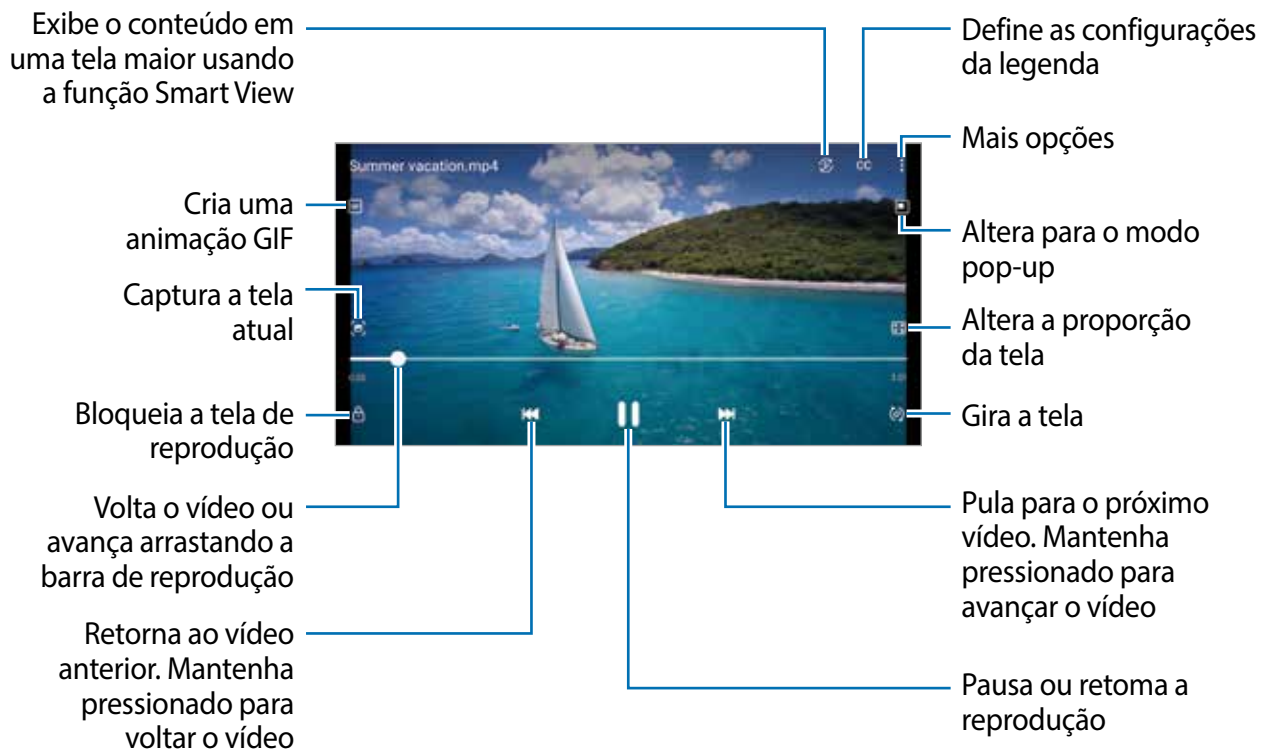 Exibe o conteúdo em
uma tela maior usando
a função Smart View
Cria uma
animação GIF
Captura a tela
atual
Bloqueia a tela de
reprodução
Volta o vídeo ou
avança arrastando a
barra de reprodução
Retorna ao vídeo
anterior. Mantenha
pressionado para
voltar o vídeo
Summer vacation.mp4
CC
Define as configurações
da legenda
Mais opções
Altera para o modo
pop-up
Altera a proporção
da tela
Gira a tela
Pula para o próximo
vídeo. Mantenha
pressionado para
avançar o vídeo
Pausa ou retoma a
reprodução